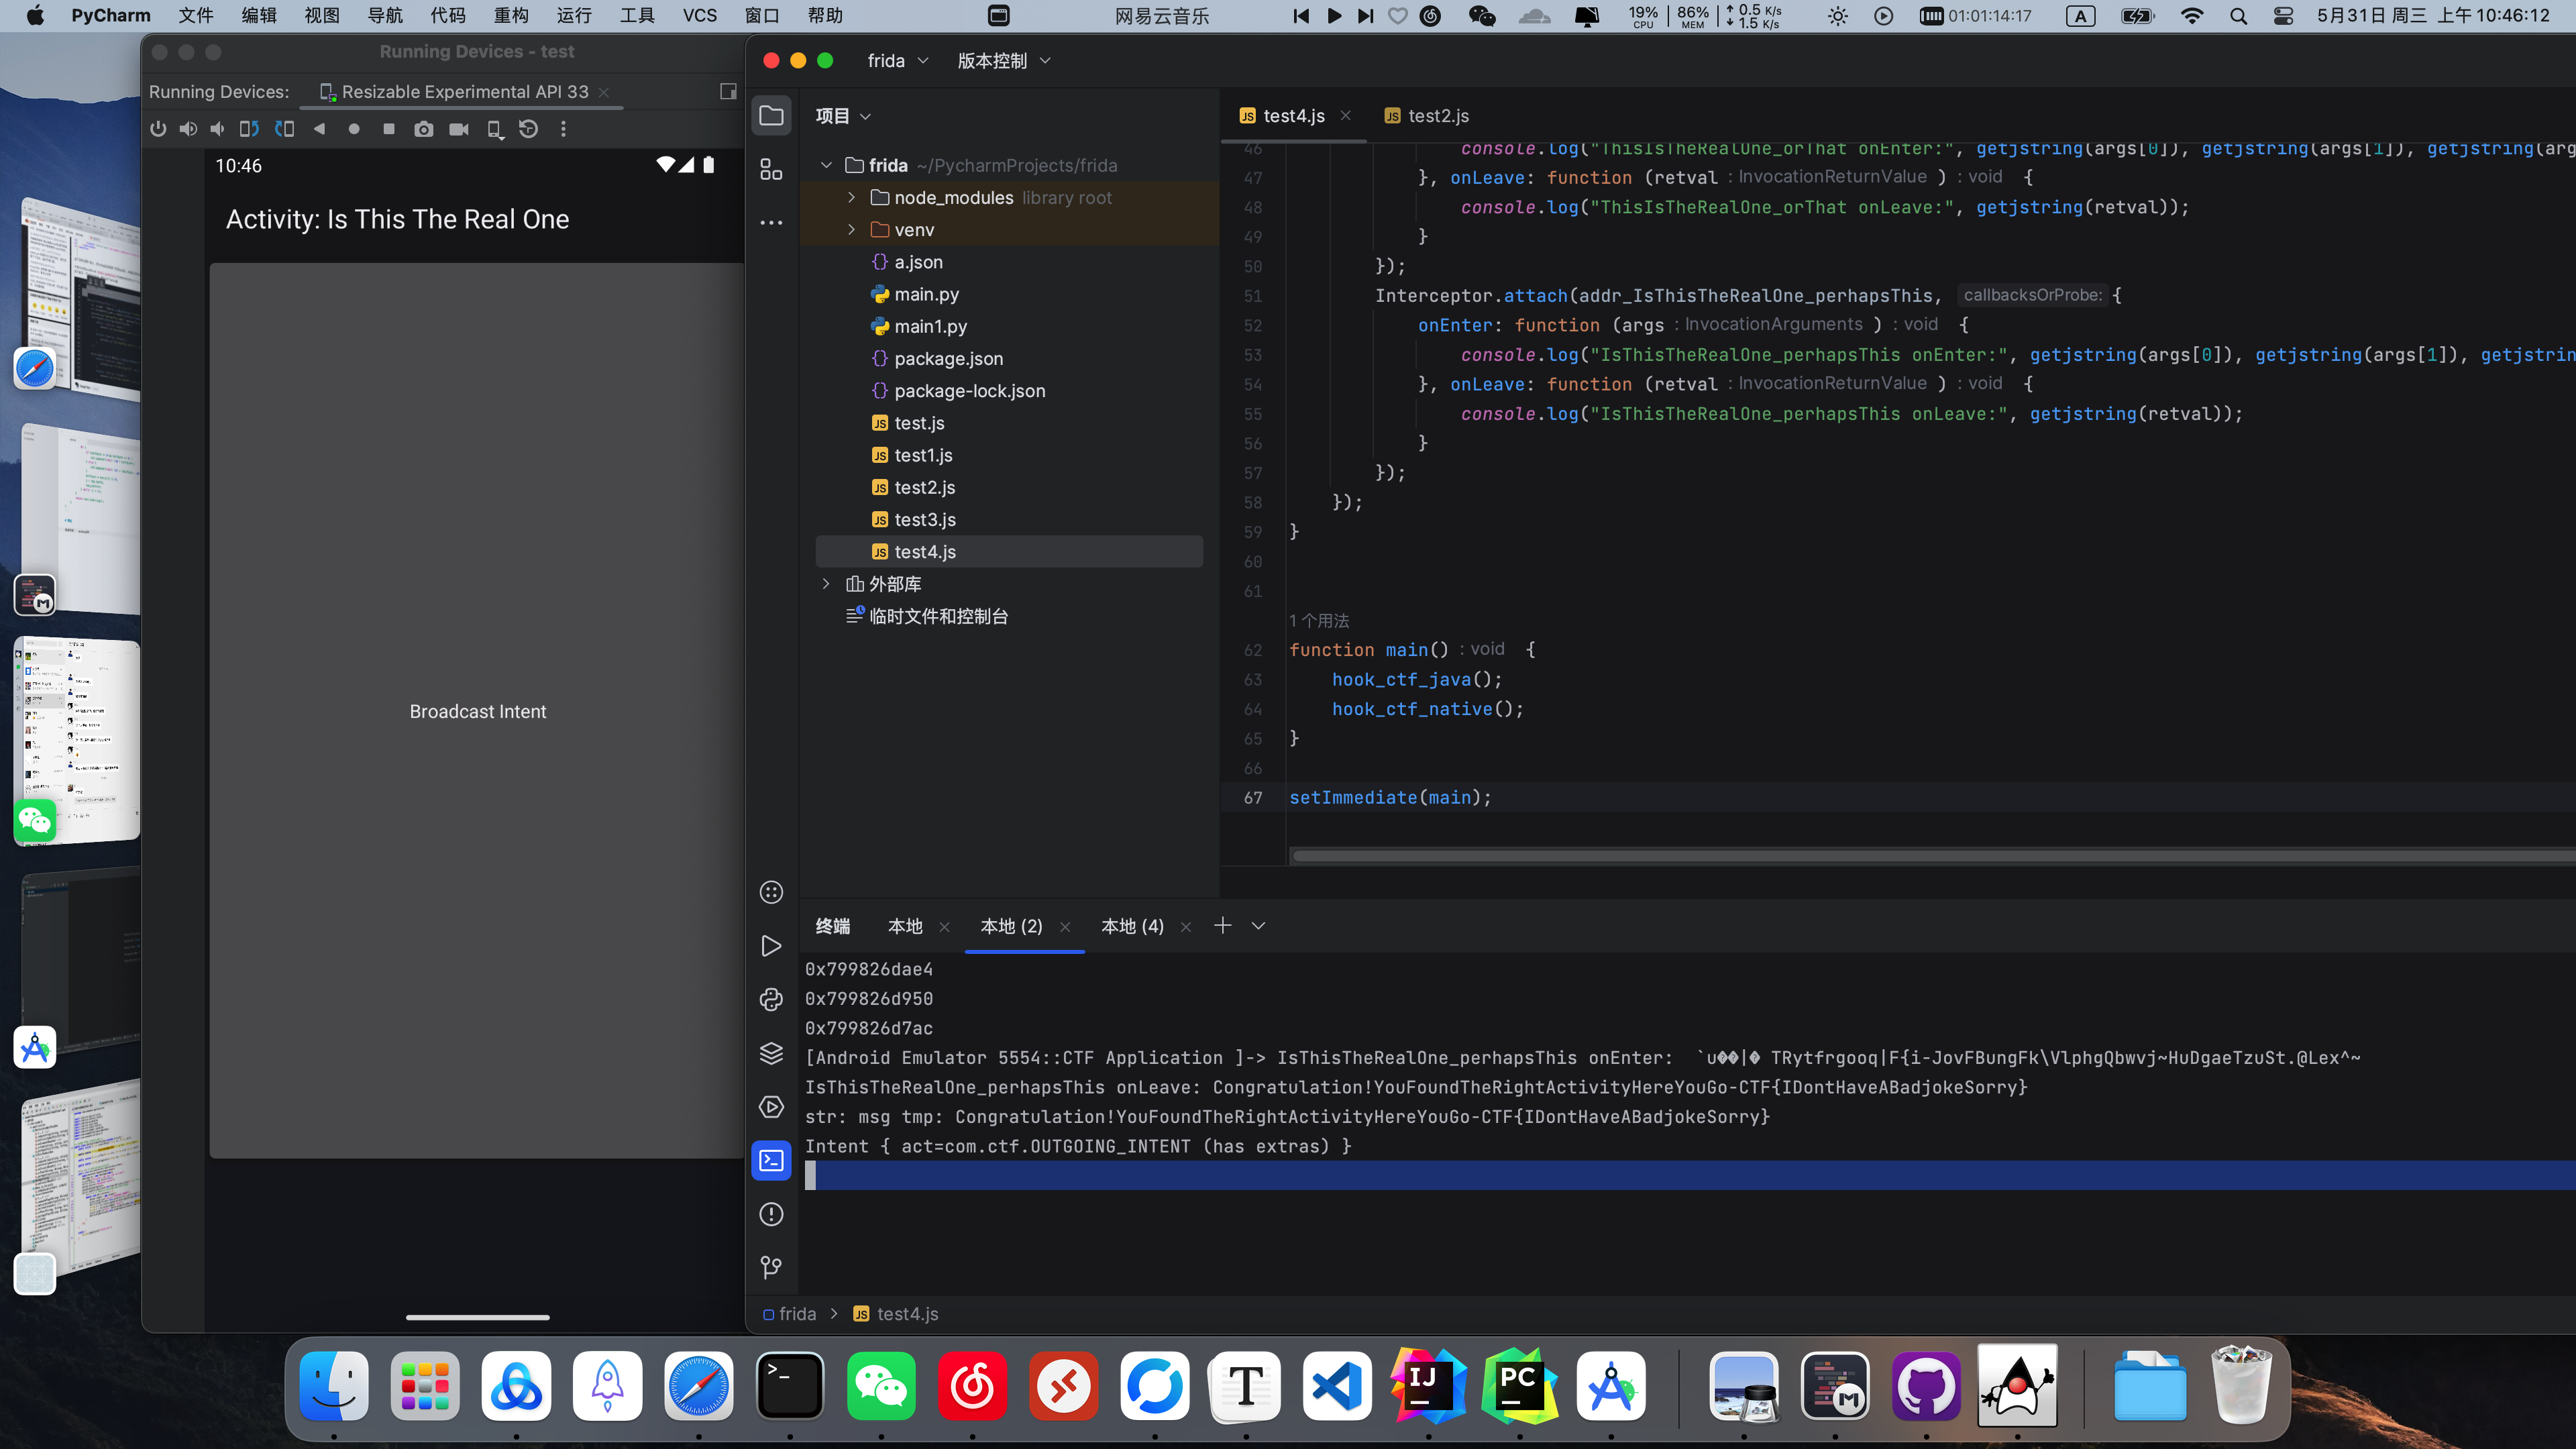 PyCharm 文件 编辑 视图 导航 代码 重构 运行 工具 VCS 窗口 帮助
网易云音乐
19% CPU 86% MEM ↑ 0.5 K/s ↓ 1.5 K/s
01:01:14:17
A
5月31日 周三 上午 10:46:12
Running Devices - test
Running Devices: Resizable Experimental API 33
10:46
Activity: Is This The Real One
Broadcast Intent
frida 版本控制
项目
frida ~/PycharmProjects/frida
node_modules library root
venv
a.json
main.py
main1.py
package.json
package-lock.json
test.js
test1.js
test2.js
test3.js
test4.js
外部库
临时文件和控制台
test4.js
test2.js
46 console.log("ThisIsTheRealOne_orThat onEnter:", getjstring(args[0]), getjstring(args[1]), getjstring(arg
47 }, onLeave: function (retval : InvocationReturnValue ) : void {
48 console.log("ThisIsTheRealOne_orThat onLeave:", getjstring(retval));
49 }
50 });
51 Interceptor.attach(addr_IsThisTheRealOne_perhapsThis, callbacksOrProbe: {
52 onEnter: function (args : InvocationArguments ) : void {
53 console.log("IsThisTheRealOne_perhapsThis onEnter:", getjstring(args[0]), getjstring(args[1]), getjstrin
54 }, onLeave: function (retval : InvocationReturnValue ) : void {
55 console.log("IsThisTheRealOne_perhapsThis onLeave:", getjstring(retval));
56 }
57 });
58 });
59 }
60
61
1 个用法
62 function main() : void {
63 hook_ctf_java();
64 hook_ctf_native();
65 }
66
67 setImmediate(main);
终端 本地 本地 (2) 本地 (4)
0x799826dae4
0x799826d950
0x799826d7ac
[Android Emulator 5554::CTF Application ]-> IsThisTheRealOne_perhapsThis onEnter: `u��|� TRytfrgooq|F{i-JovFBungFk\VlphgQbwvj~HuDgaeTzuSt.@Lex^~
IsThisTheRealOne_perhapsThis onLeave: Congratulation!YouFoundTheRightActivityHereYouGo-CTF{IDontHaveABadjokeSorry}
str: msg tmp: Congratulation!YouFoundTheRightActivityHereYouGo-CTF{IDontHaveABadjokeSorry}
Intent { act=com.ctf.OUTGOING_INTENT (has extras) }
frida > test4.js